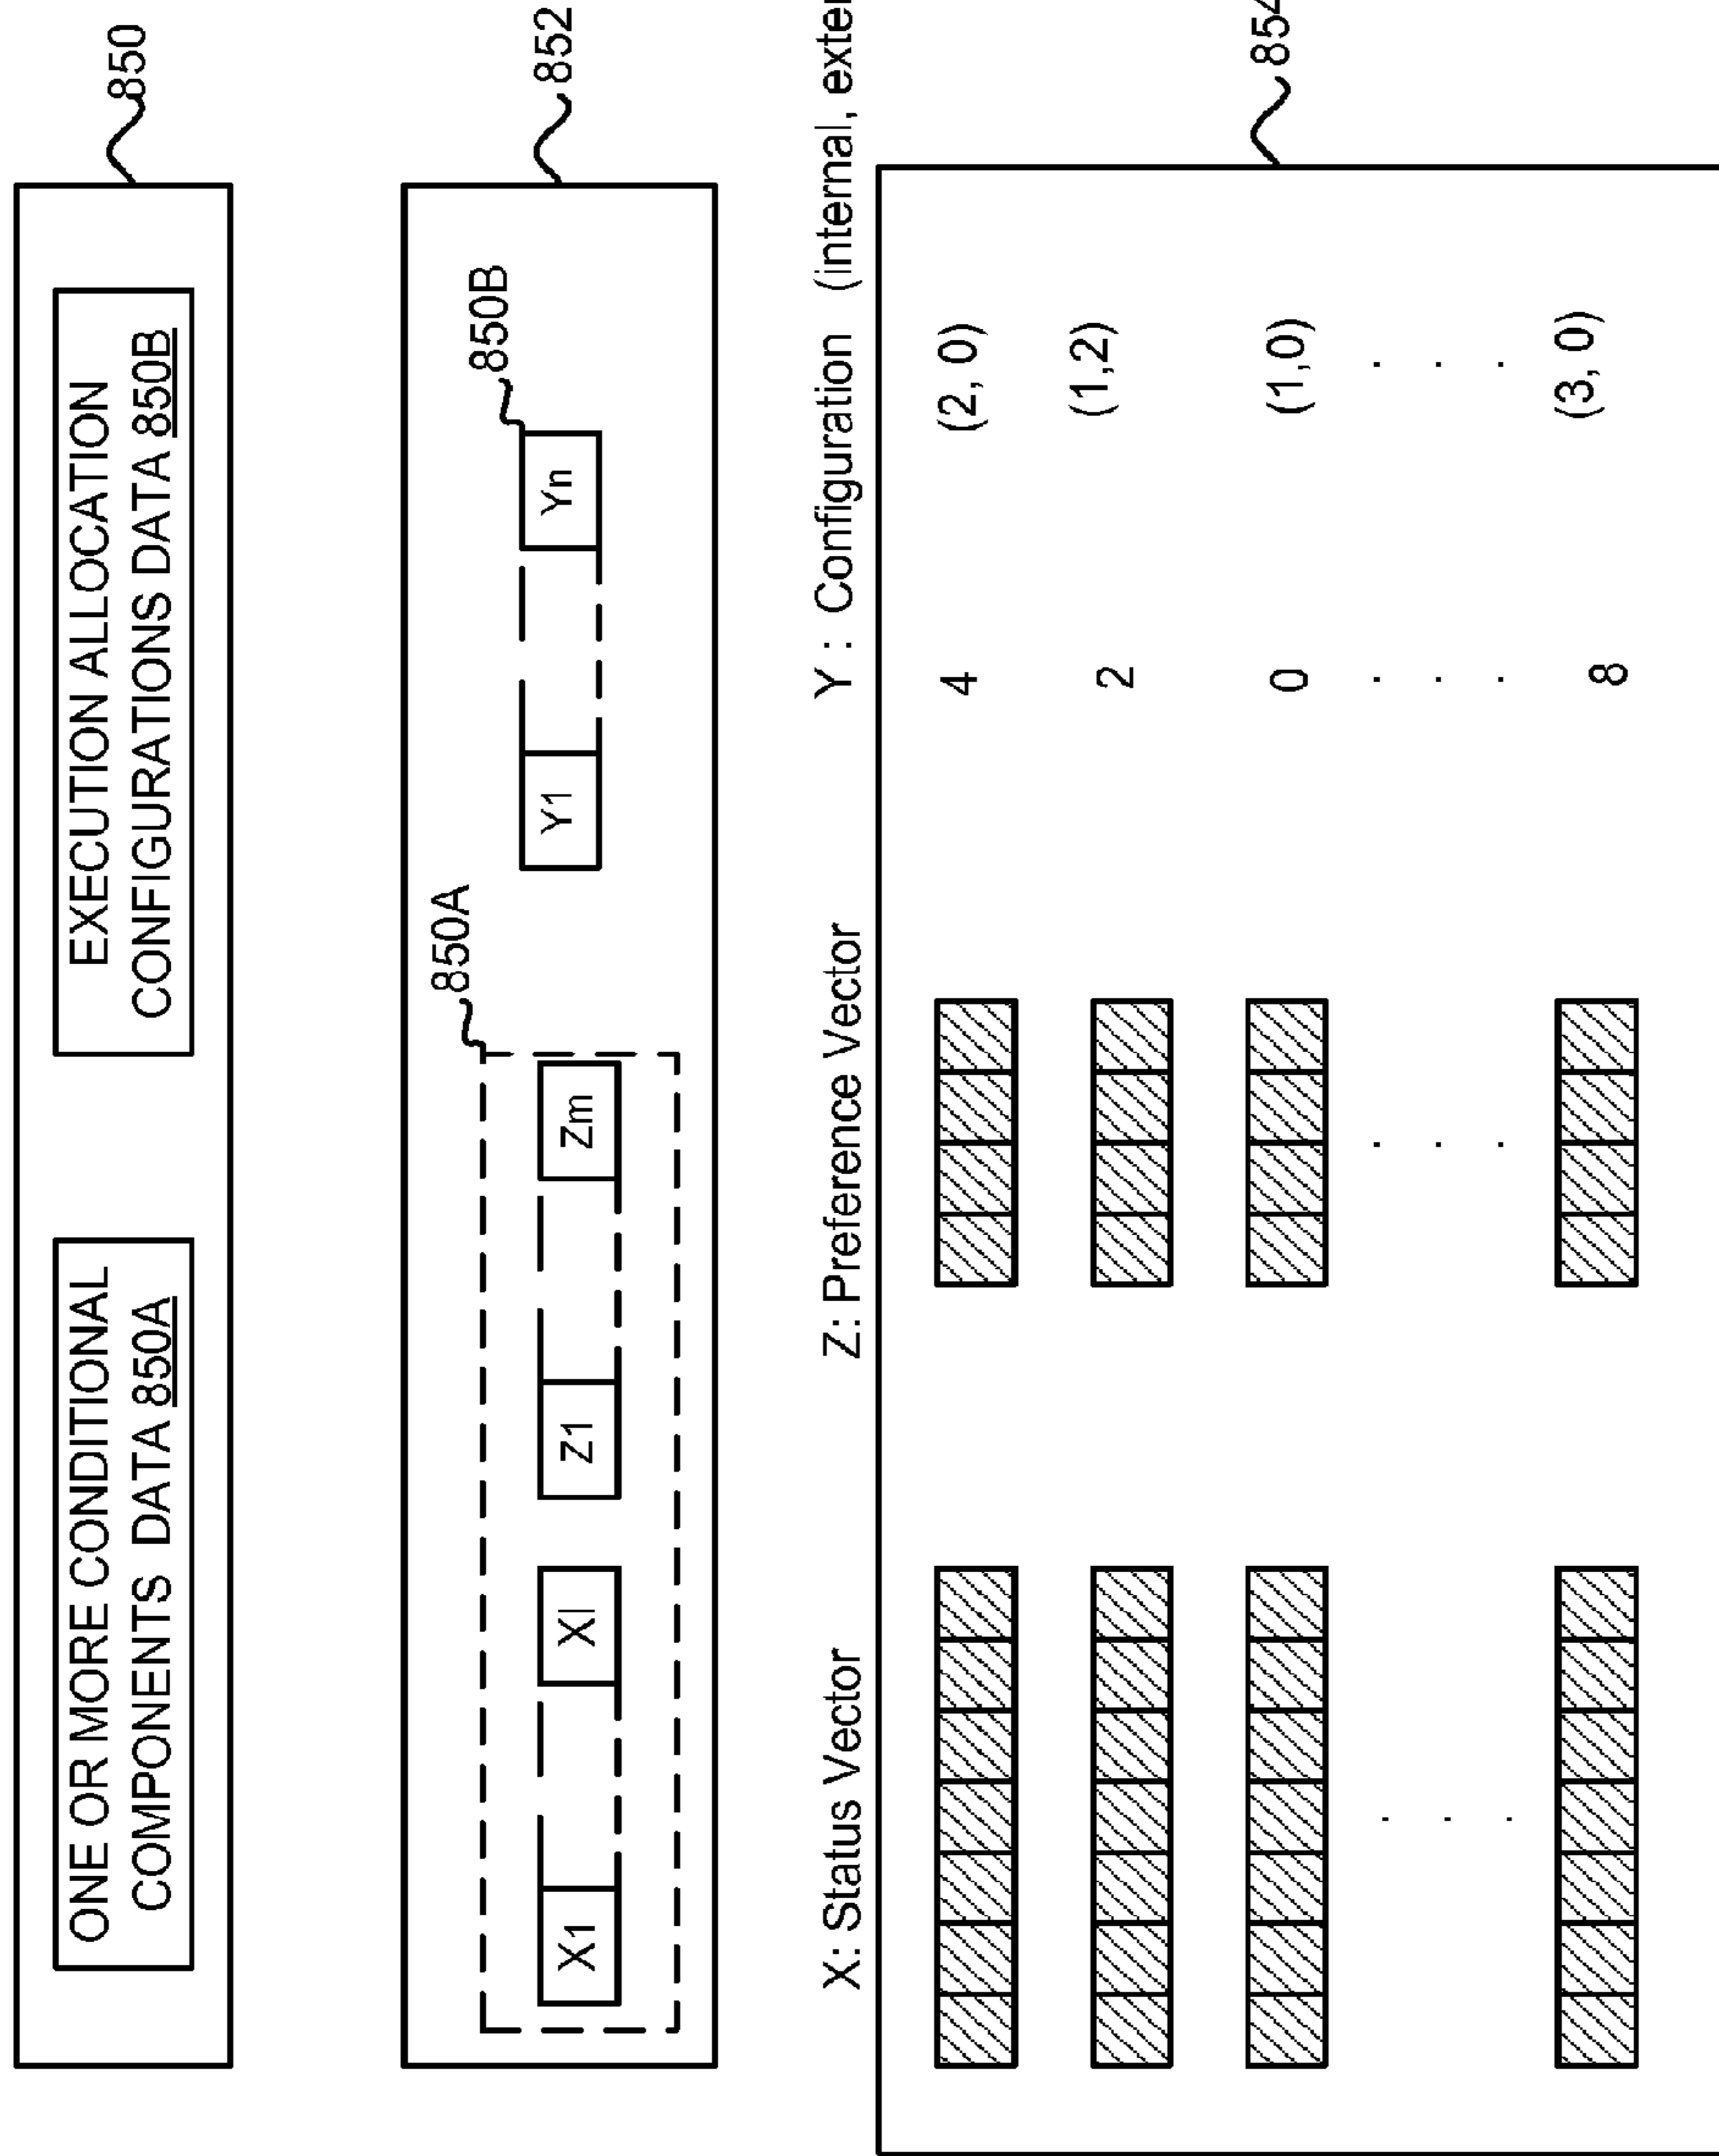 850
ONE OR MORE CONDITIONAL
COMPONENTS DATA 850A
EXECUTION ALLOCATION
CONFIGURATIONS DATA 850B
852
850A
850B
X1
Xl
Z1
Zm
Y1
Yn
X: Status Vector
Z: Preference Vector
Y : Configuration (internal,
854
4 (2, 0)
2 (1,2)
0 (1,0)
. . . .
. . . .
. . . .
8 (3, 0)